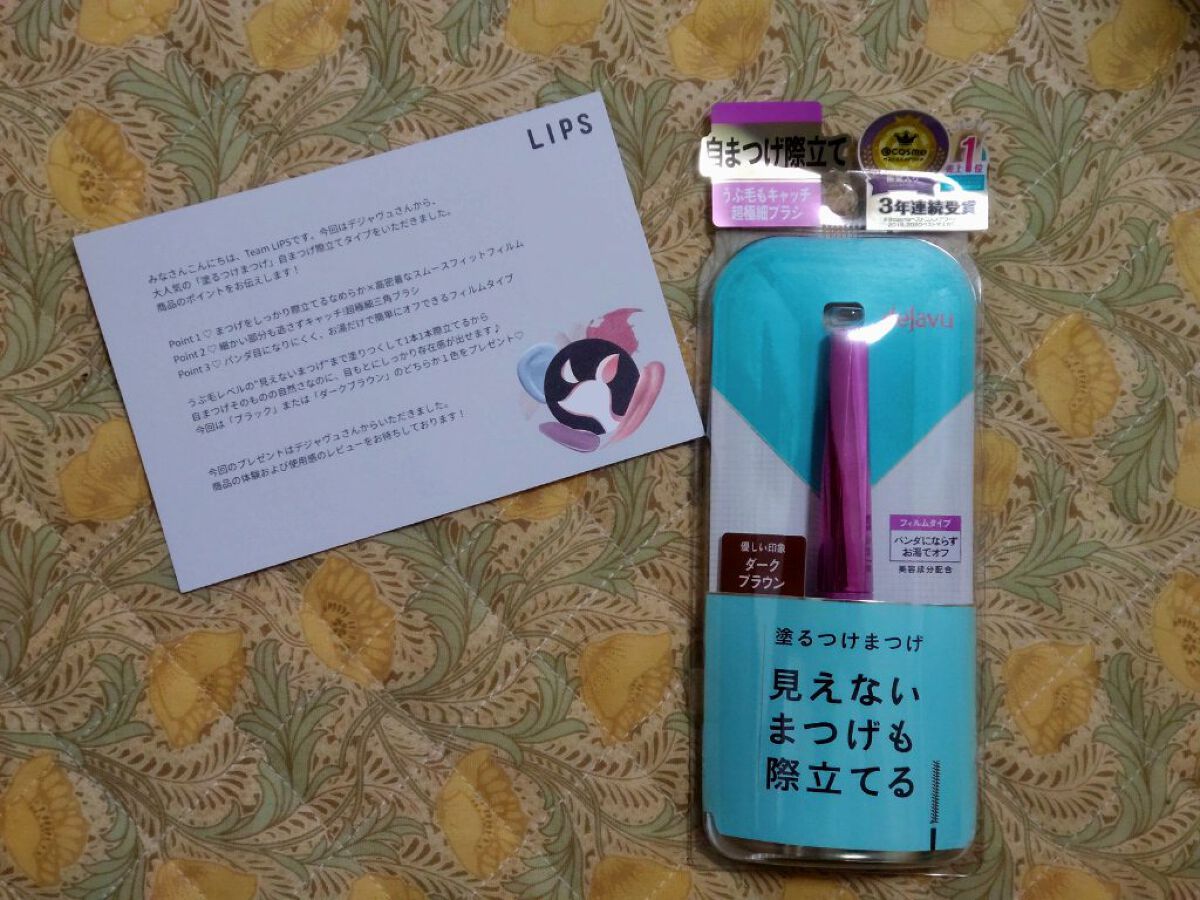 LIPS
みなさんこんにちは、Team LIPSです。今回はデジャヴュさんから、
大人気の「塗るつけまつげ」自まつげ際立てタイプをいただきました。
商品のポイントをお伝えします！
Point 1 ♡ まつげをしっかり際立てるなめらか×高密着なスムースフィットフィルム
Point 2 ♡ 細かい部分も逃さずキャッチ!超極細三角ブラシ
Point 3 ♡ パンダ目になりにくく、お湯だけで簡単にオフできるフィルムタイプ
うぶ毛レベルの"見えないまつげ"まで塗りつくして1本1本際立てるから
自まつげそのものの自然さなのに、目もとにしっかり存在感が出せます♪
今回は「ブラック」または「ダークブラウン」のどちらか１色をプレゼント♡
今回のプレゼントはデジャヴュさんからいただきました。
商品の体験および使用感のレビューをお待ちしております！
自まつげ際立て
うぶ毛もキャッチ
超極細ブラシ
@COSME
1
3年連続受賞
dejavu
フィルムタイプ
パンダにならず
お湯でオフ
美容成分配合
優しい印象
ダーク
ブラウン
塗るつけまつげ
見えない
まつげも
際立てる